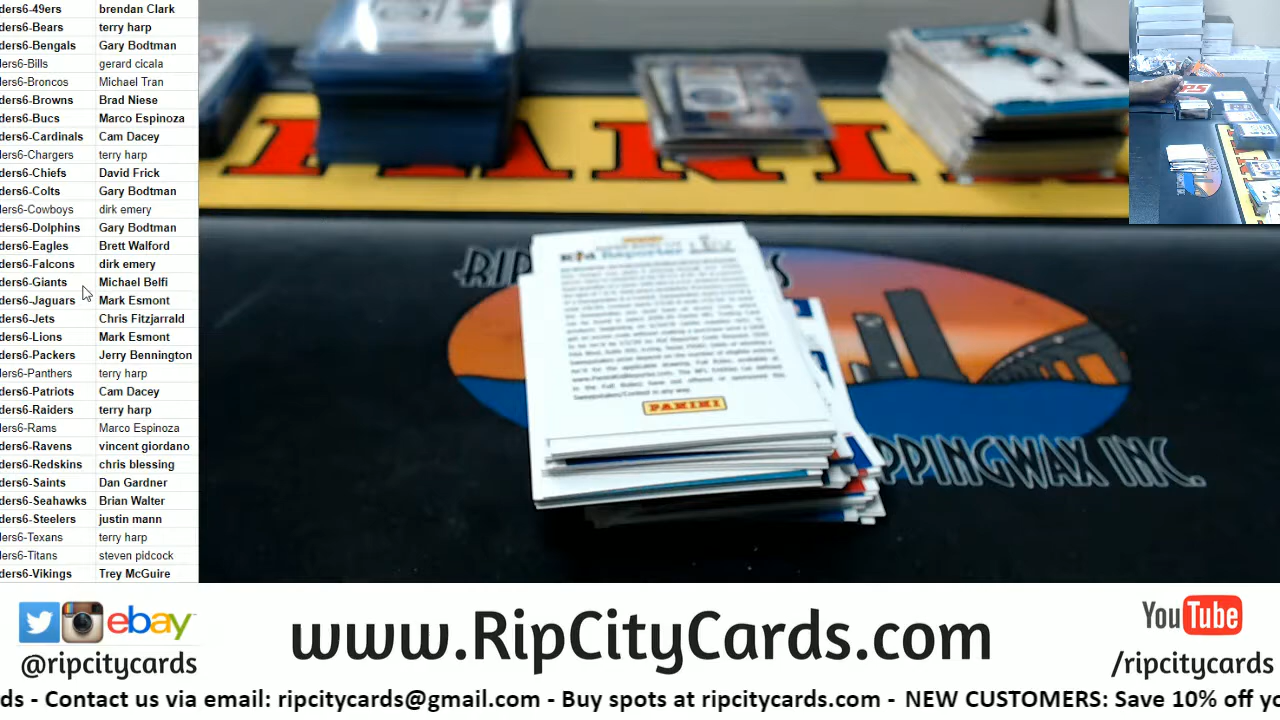 ders6-49ers brendan Clark
ders6-Bears terry harp
ders6-Bengals Gary Bodtman
ders6-Bills gerard cicala
ders6-Broncos Michael Tran
ders6-Browns Brad Niese
ders6-Bucs Marco Espinoza
ders6-Cardinals Cam Dacey
ders6-Chargers terry harp
ders6-Chiefs David Frick
ders6-Colts Gary Bodtman
ders6-Cowboys dirk emery
ders6-Dolphins Gary Bodtman
ders6-Eagles Brett Walford
ders6-Falcons dirk emery
ders6-Giants Michael Belfi
ders6-Jaguars Mark Esmont
ders6-Jets Chris Fitzjarrald
ders6-Lions Mark Esmont
ders6-Packers Jerry Bennington
ders6-Panthers terry harp
ders6-Patriots Cam Dacey
ders6-Raiders terry harp
ders6-Rams Marco Espinoza
ders6-Ravens vincent giordano
ders6-Redskins chris blessing
ders6-Saints Dan Gardner
ders6-Seahawks Brian Walter
ders6-Steelers justin mann
ders6-Texans terry harp
ders6-Titans steven pidcock
ders6-Vikings Trey McGuire
PANINI
Kid Reporter
PANINI
RIP
S
PPINGWAX INC.
ebay
@ripcitycards
www.RipCityCards.com
YouTube
/ripcitycards
ds - Contact us via email: ripcitycards@gmail.com - Buy spots at ripcitycards.com - NEW CUSTOMERS: Save 10% off yo